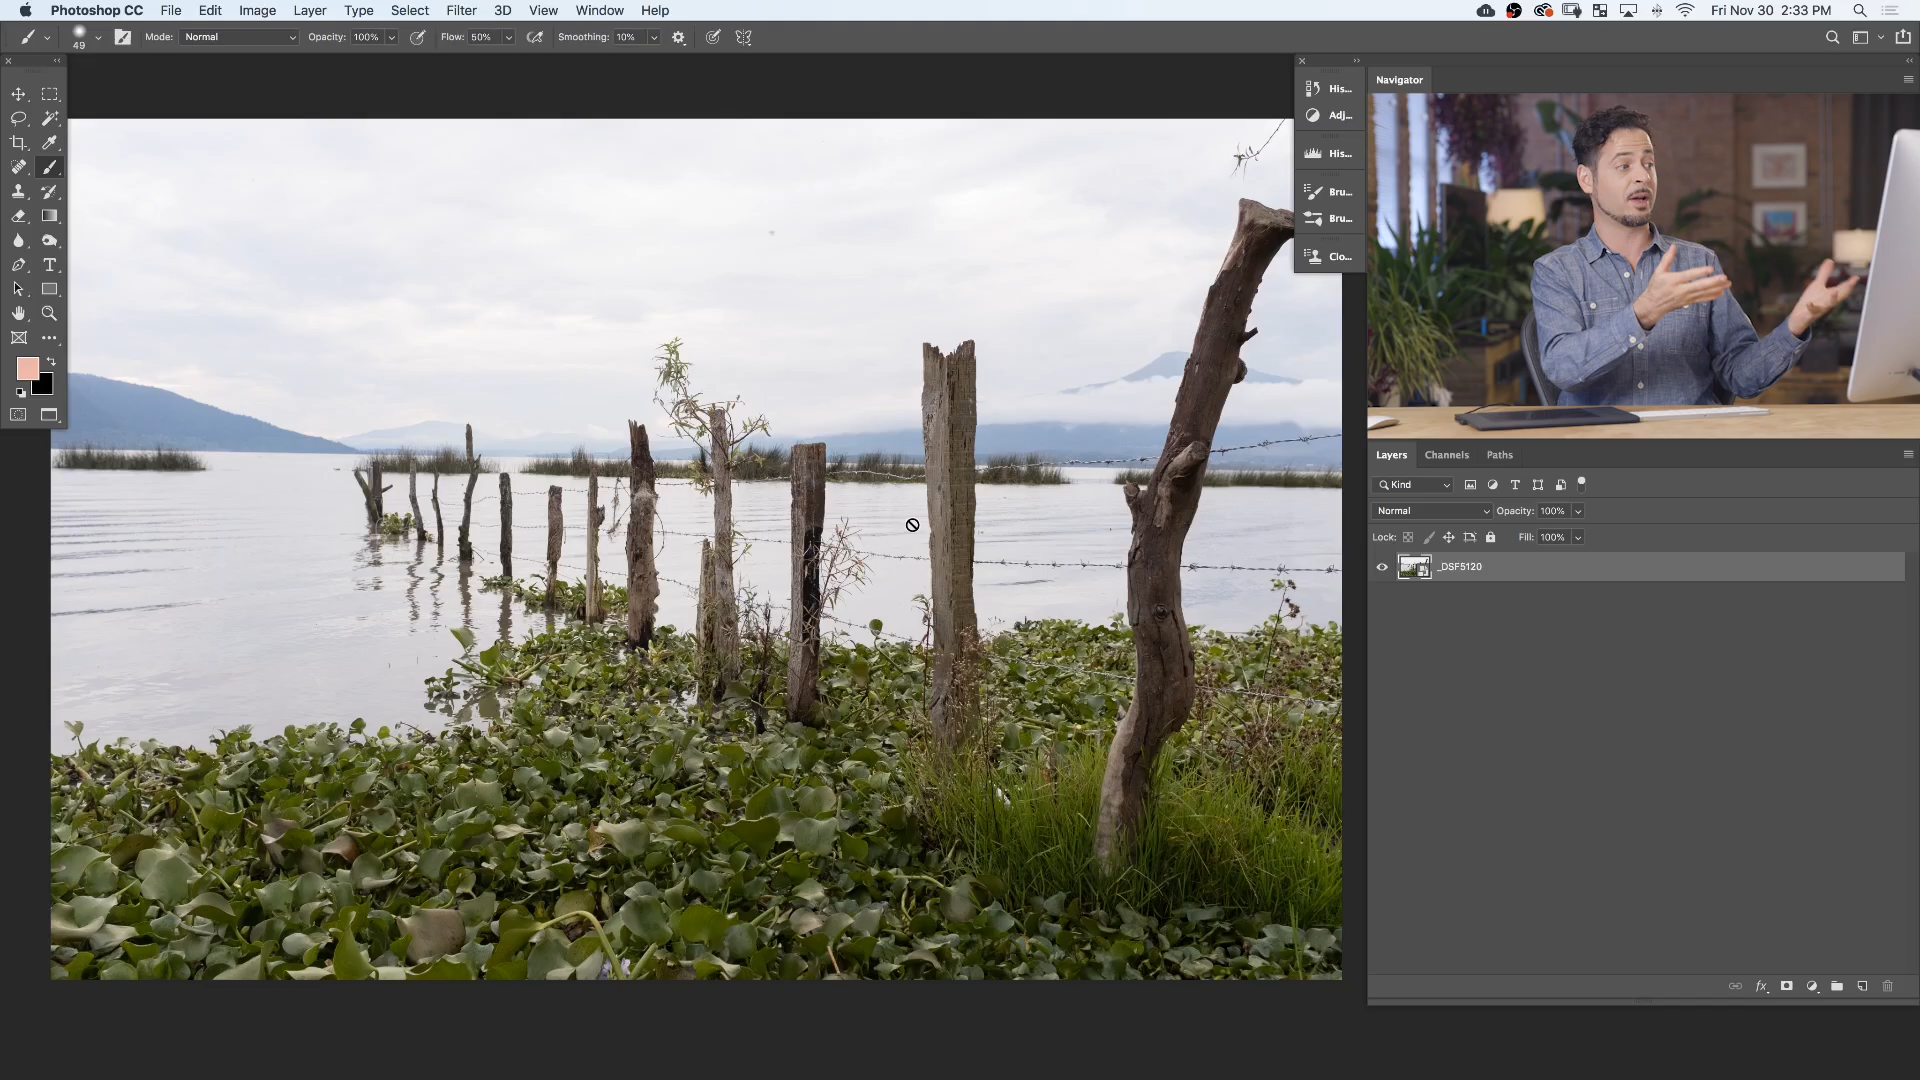 Photoshop CC File Edit Image Layer Type Select Filter 3D View Window Help Fri Nov 30 2:33 PM
49 Mode: Normal Opacity: 100% Flow: 50% Smoothing: 10%
Navigator
His...
Adj...
His...
Bru...
Bru...
Clo...
Layers Channels Paths
Kind
Normal Opacity: 100%
Lock: Fill: 100%
_DSF5120
fx